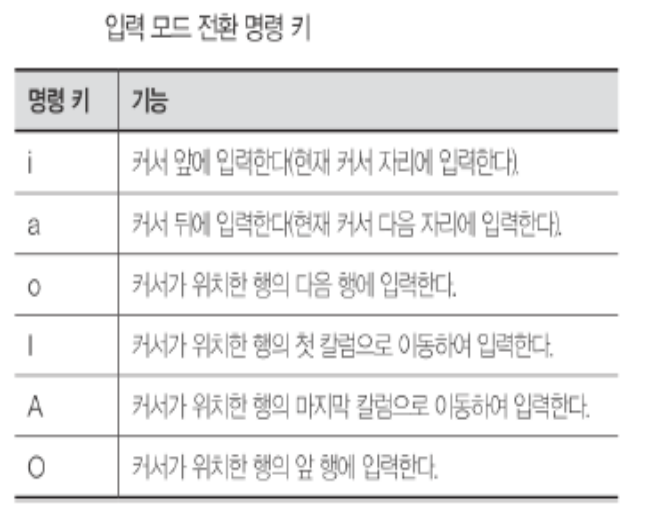 입력 모드 전환 명령 키
명령 키 기능
i 커서 앞에 입력한다(현재 커서 자리에 입력한다).
a 커서 뒤에 입력한다(현재 커서 다음 자리에 입력한다).
o 커서가 위치한 행의 다음 행에 입력한다.
I 커서가 위치한 행의 첫 칼럼으로 이동하여 입력한다.
A 커서가 위치한 행의 마지막 칼럼으로 이동하여 입력한다.
O 커서가 위치한 행의 앞 행에 입력한다.